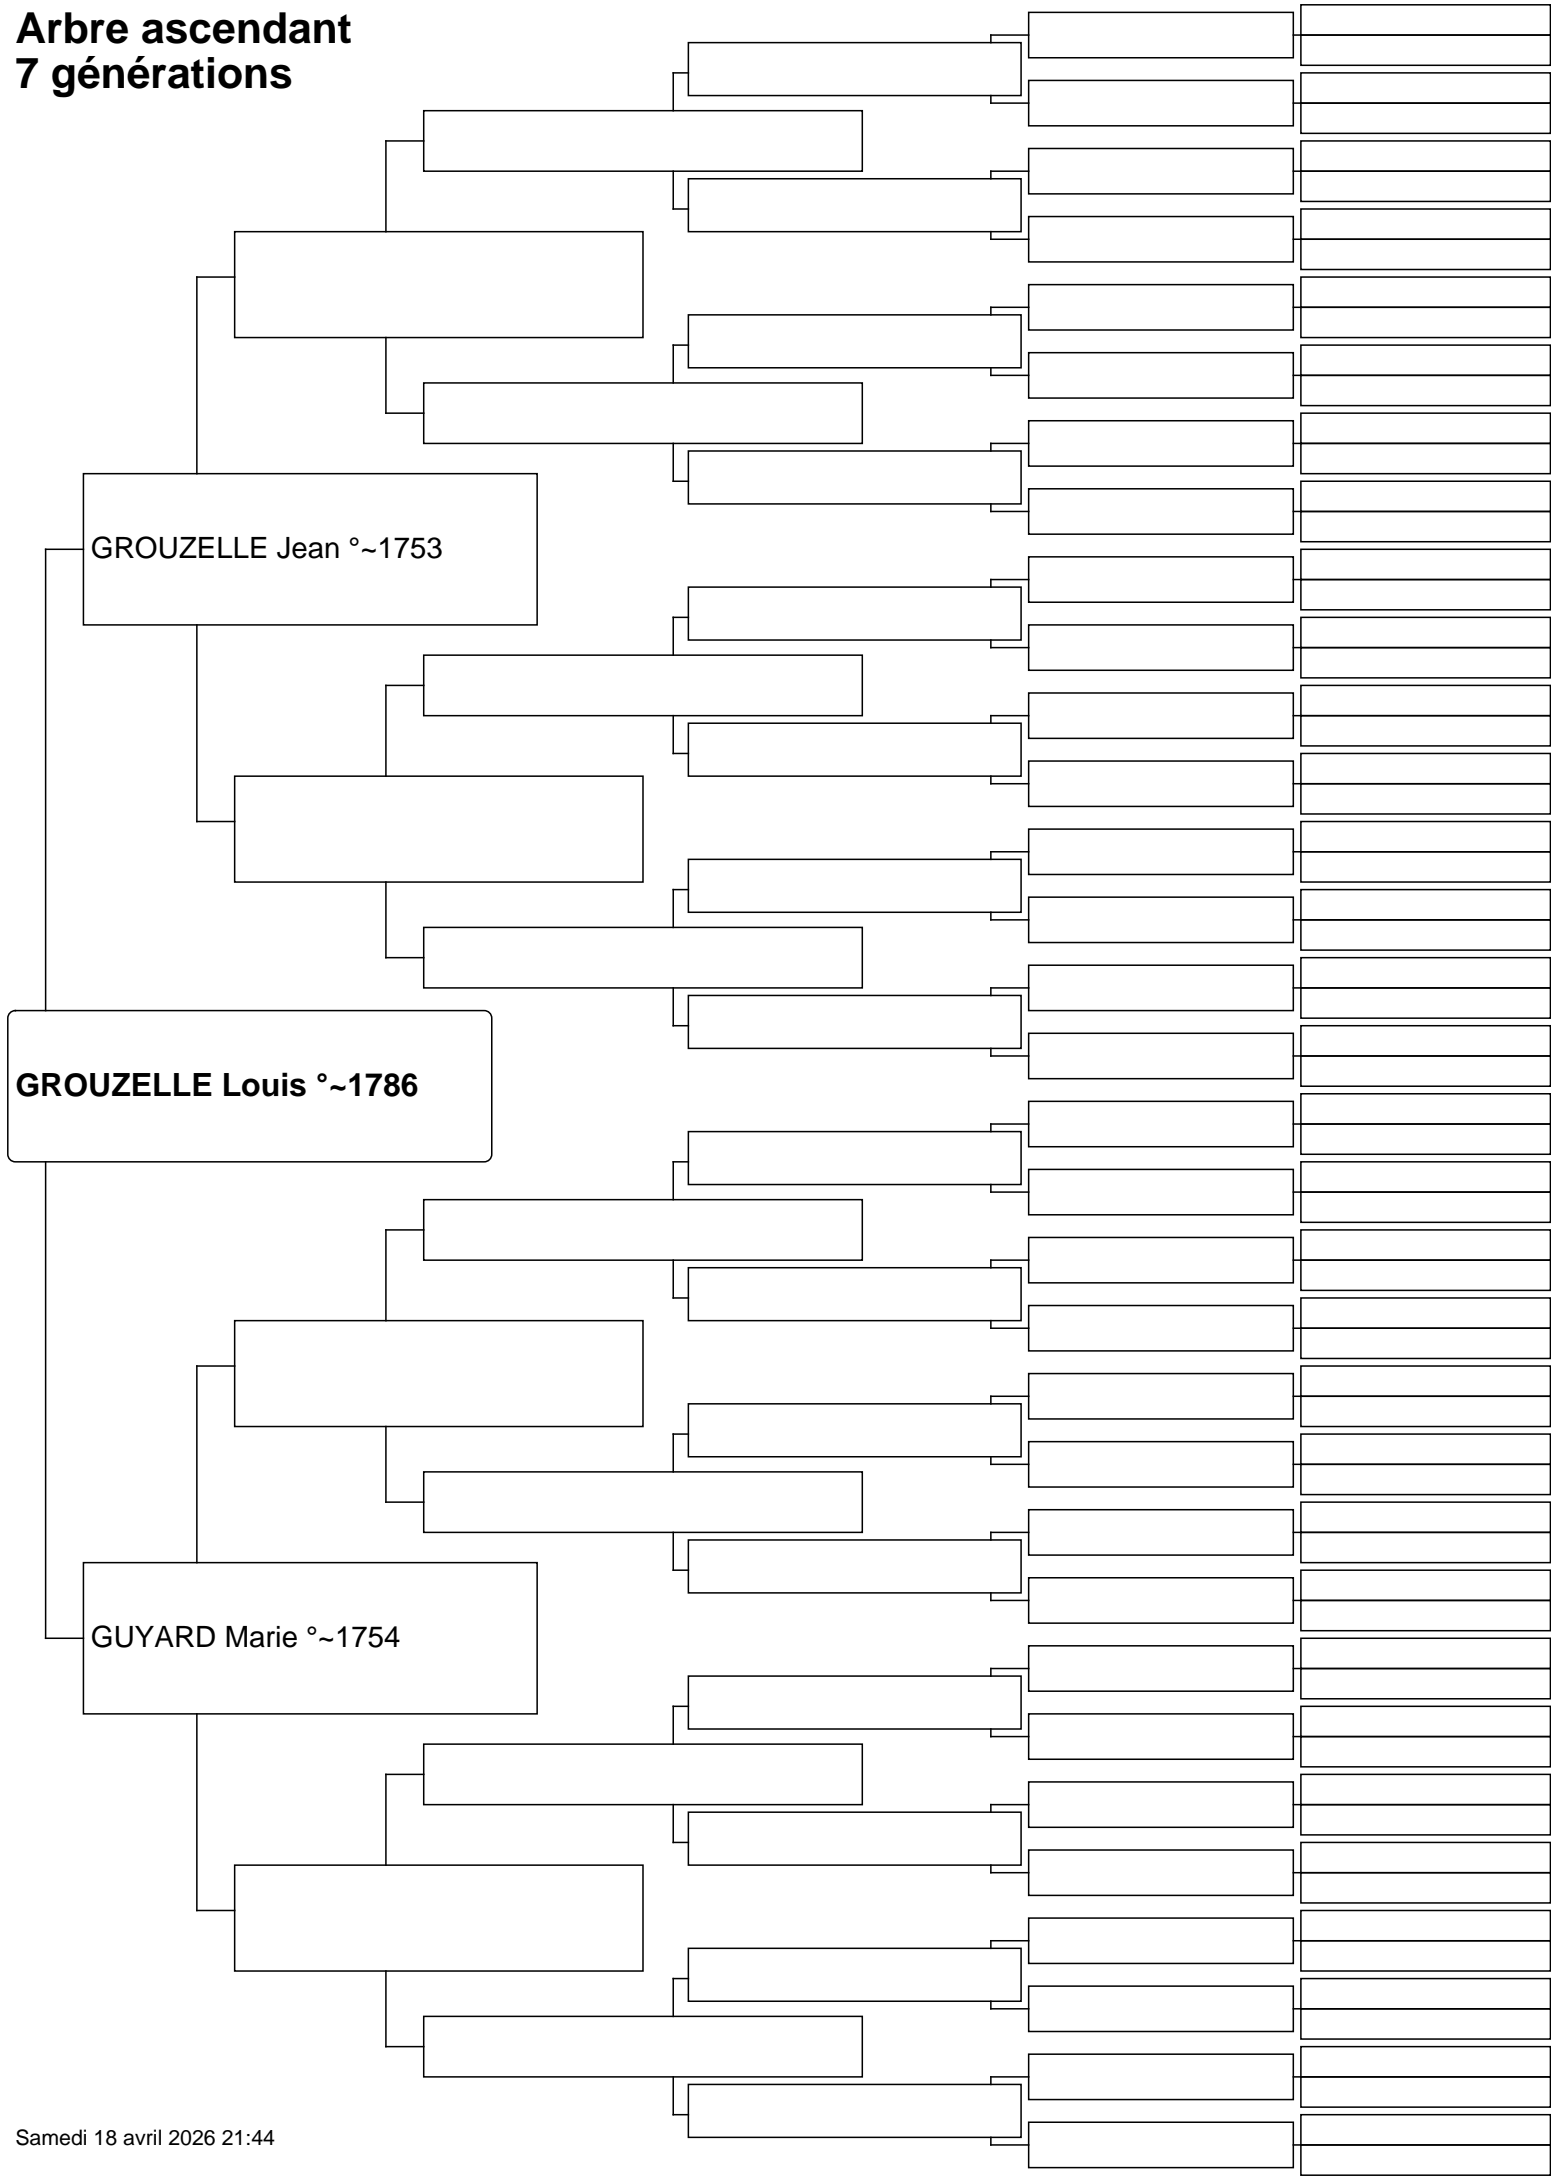 Arbre ascendant
7 générations
GROUZELLE Jean °~1753
GROUZELLE Louis °~1786
GUYARD Marie °~1754
Samedi 18 avril 2026 21:44